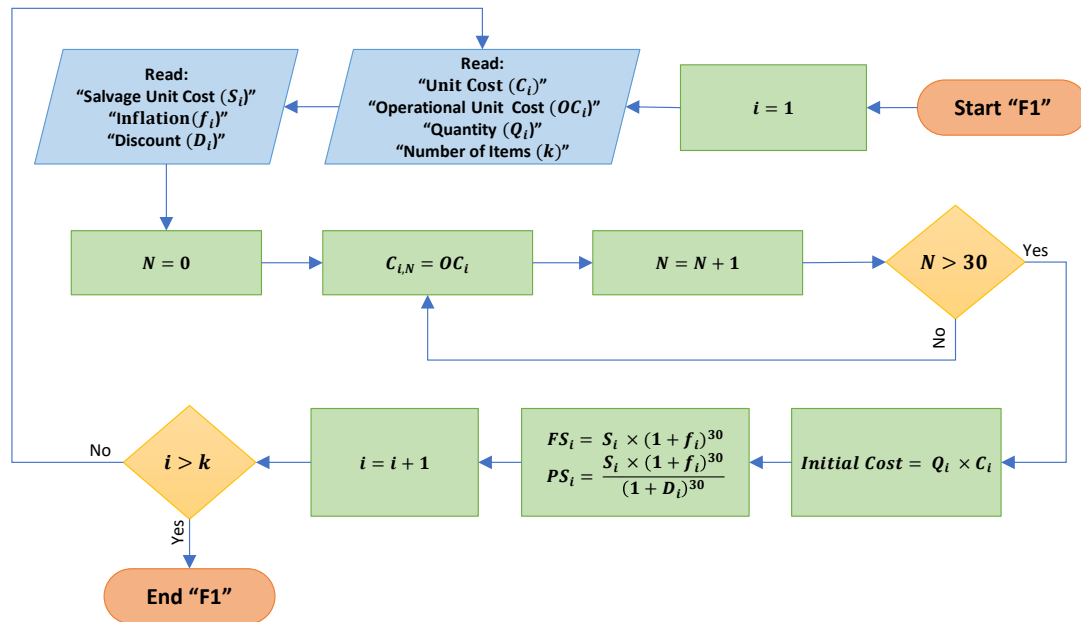 Start “F1”
i = 1
Read:
“Unit Cost (C_i)”
“Operational Unit Cost (OC_i)
“Quantity (Q_i)”
“Number of Items (k)”
Read:
“Salvage Unit Cost (S_i)”
“Inflation(f_i)”
“Discount (D_i)”
N = 0
C_{i,N} = OC_i
N = N + 1
N > 30
Yes
No
Initial Cost = Q_i × C_i
FS_i = S_i × (1 + f_i)^{30}
PS_i = \frac{S_i × (1 + f_i)^{30}}{(1 + D_i)^{30}}
i = i + 1
i > k
No
Yes
End “F1”